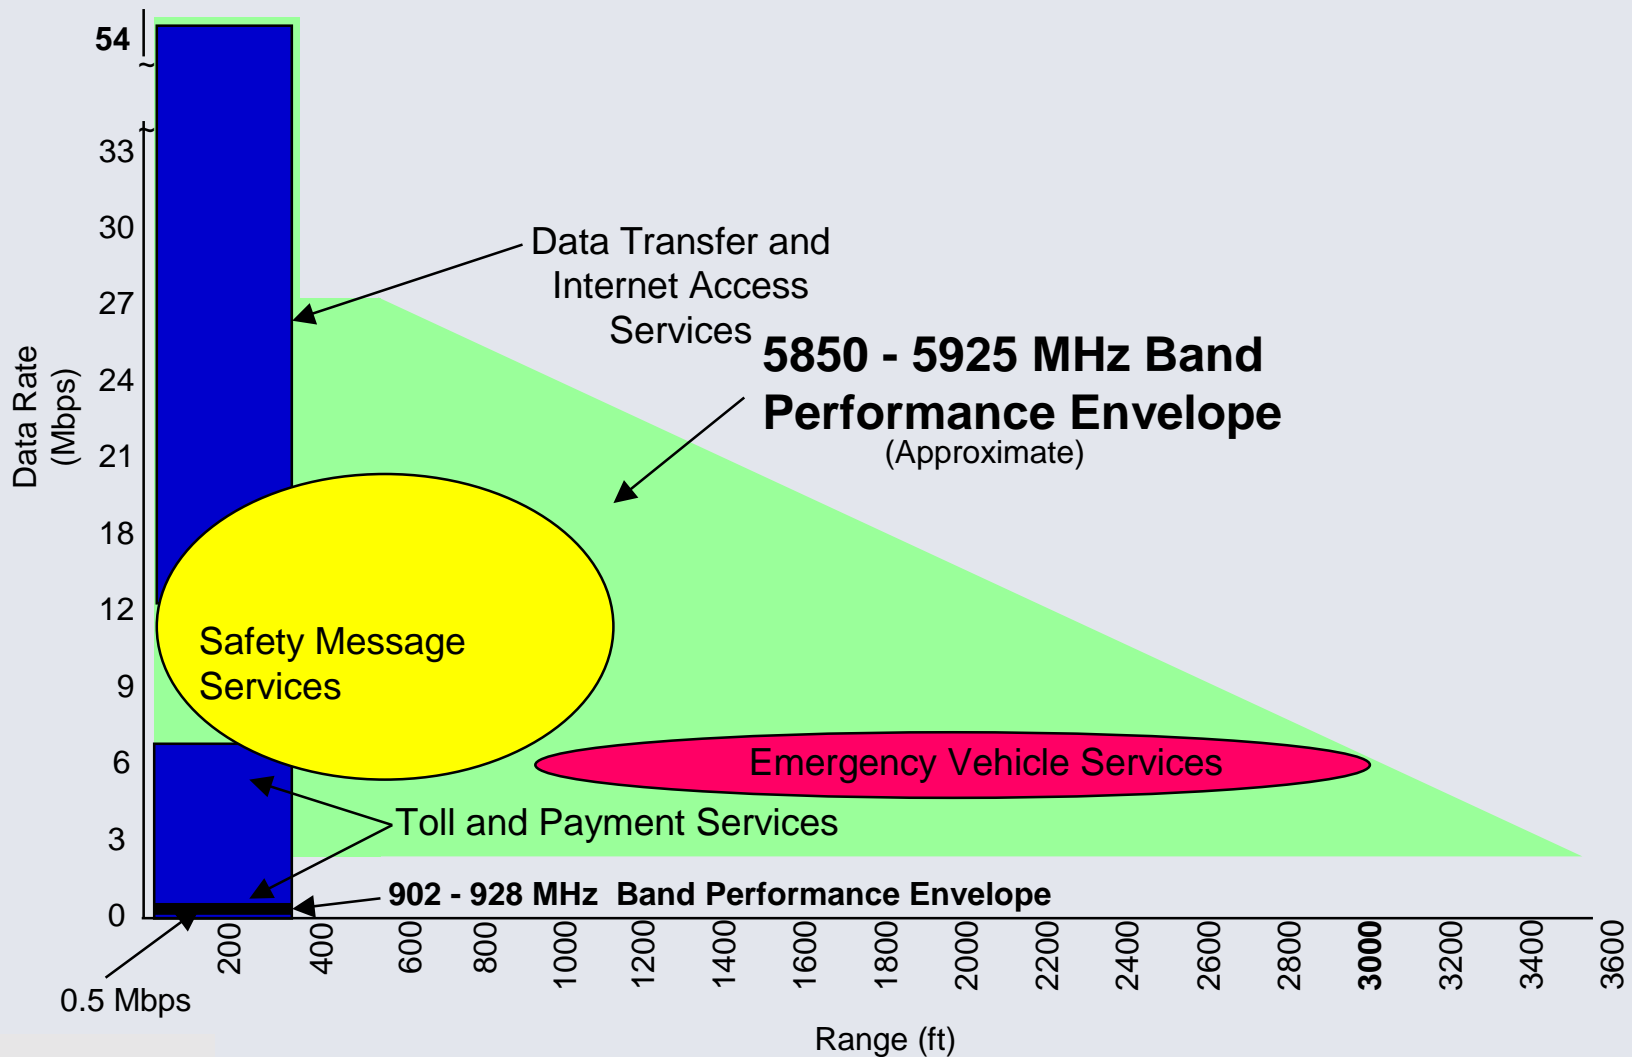 54
~
~
33
30
27
24
21
18
12
9
6
3
0
Data Rate
(Mbps)
Data Transfer and
Internet Access
Services
5850 - 5925 MHz Band
Performance Envelope
(Approximate)
Safety Message
Services
Emergency Vehicle Services
Toll and Payment Services
902 - 928 MHz Band Performance Envelope
0.5 Mbps
200
400
600
800
1000
1200
1400
1600
1800
2000
2200
2400
2600
2800
3000
3200
3400
3600
Range (ft)